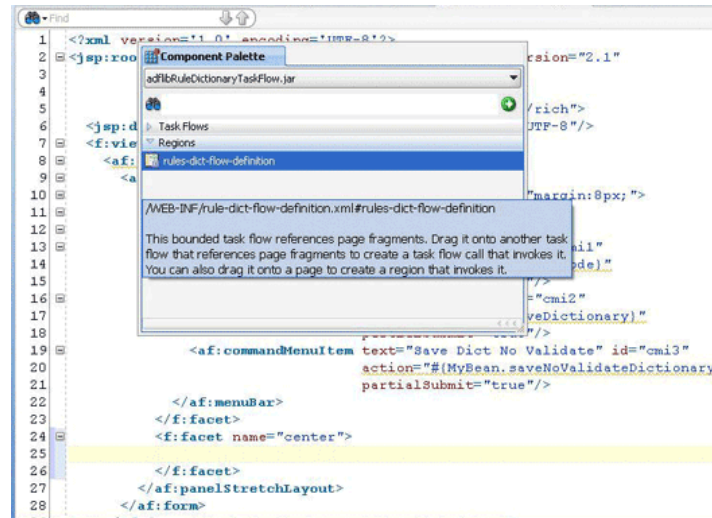 Find
1 <?xml version='1.0' encoding='UTF-8'?>
2 <jsp:roo
rsion="2.1"
Component Palette
3
adflibRuleDictionaryTaskFlow.jar
4
5 /rich">
6 <jsp:d
TF-8"/>
Task Flows
7 <f:vie
Regions
8 <af:
rules-dict-flow-definition
9 <a
10 "margin:8px;">
/WEB-INF/rule-dict-flow-definition.xml#rules-dict-flow-definition
11
12
This bounded task flow references page fragments. Drag it onto another task
13 mi1"
flow that references page fragments to create a task flow call that invokes it.
14 ode}"
You can also drag it onto a page to create a region that invokes it.
15 "/>
16 ="cmi2"
17 veDictionary}"
18 "/>
19 <af:commandMenuItem text="Save Dict No Validate" id="cmi3"
20 action="#{MyBean.saveNoValidateDictionary
21 partialSubmit="true"/>
22 </af:menuBar>
23 </f:facet>
24 <f:facet name="center">
25
26 </f:facet>
27 </af:panelStretchLayout>
28 </af:form>